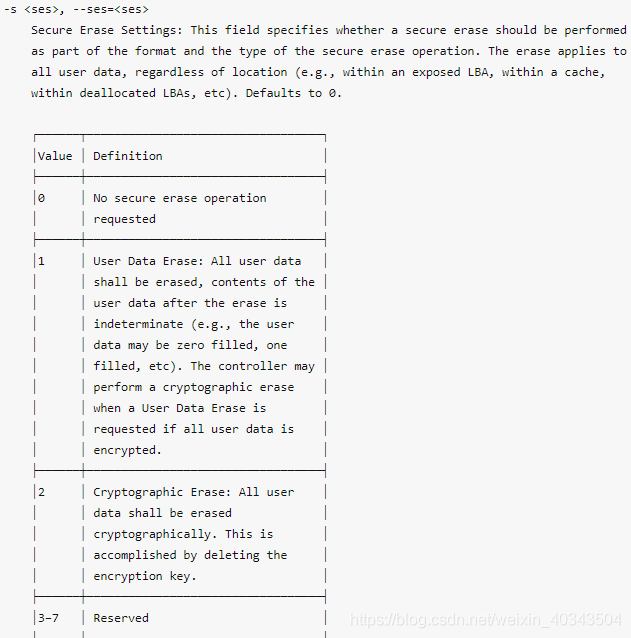 -s <ses>, --ses=<ses>
Secure Erase Settings: This field specifies whether a secure erase should be performed
as part of the format and the type of the secure erase operation. The erase applies to
all user data, regardless of location (e.g., within an exposed LBA, within a cache,
within deallocated LBAs, etc). Defaults to 0.
Value Definition
0 No secure erase operation
requested
1 User Data Erase: All user data
shall be erased, contents of the
user data after the erase is
indeterminate (e.g., the user
data may be zero filled, one
filled, etc). The controller may
perform a cryptographic erase
when a User Data Erase is
requested if all user data is
encrypted.
2 Cryptographic Erase: All user
data shall be erased
cryptographically. This is
accomplished by deleting the
encryption key.
3–7 Reserved
https://blog.csdn.net/weixin_40343504